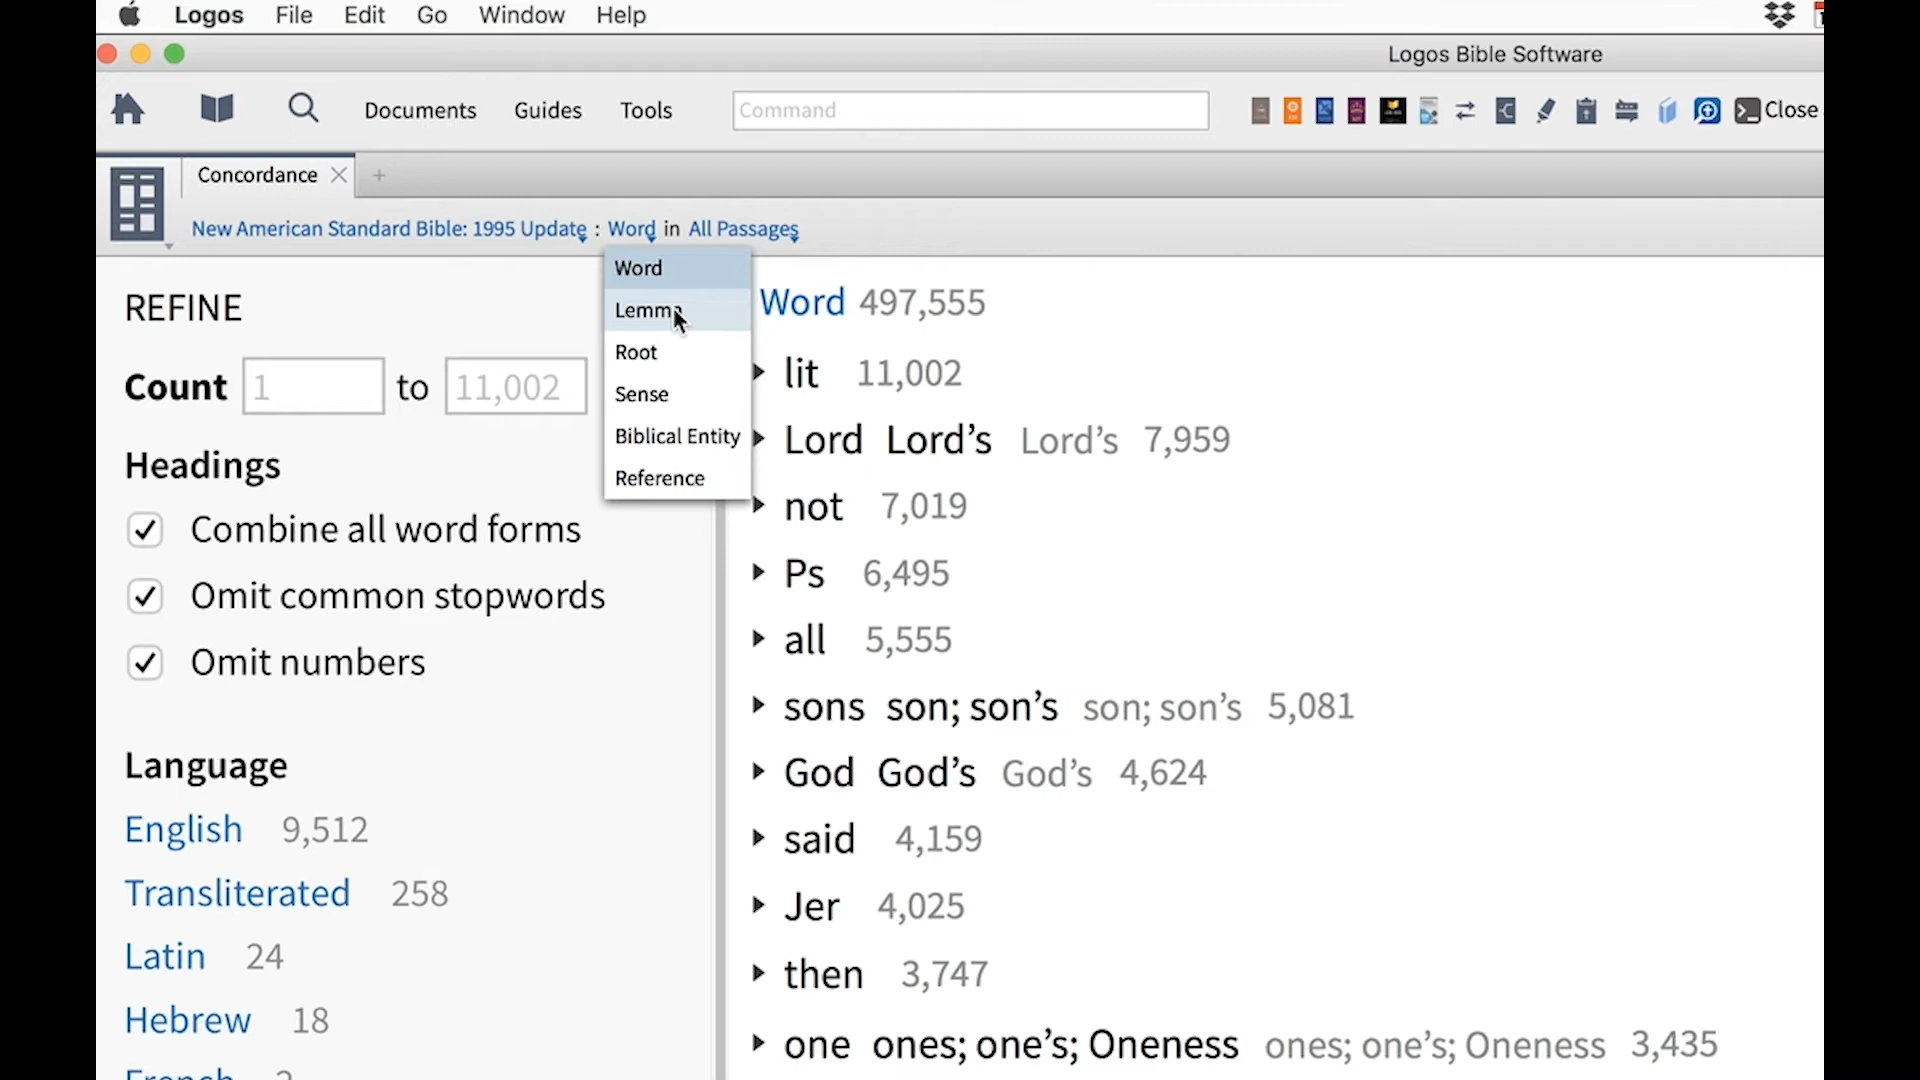 Logos File Edit Go Window Help
Logos Bible Software
Documents Guides Tools Command Close
Concordance
New American Standard Bible: 1995 Update : Word in All Passages
Word
Lemma
Root
Sense
Biblical Entity
Reference
REFINE
Count 1 to 11,002
Headings
Combine all word forms
Omit common stopwords
Omit numbers
Language
English 9,512
Transliterated 258
Latin 24
Hebrew 18
French 2
Word 497,555
lit 11,002
Lord Lord’s Lord’s 7,959
not 7,019
Ps 6,495
all 5,555
sons son; son’s son; son’s 5,081
God God’s God’s 4,624
said 4,159
Jer 4,025
then 3,747
one ones; one’s; Oneness ones; one’s; Oneness 3,435